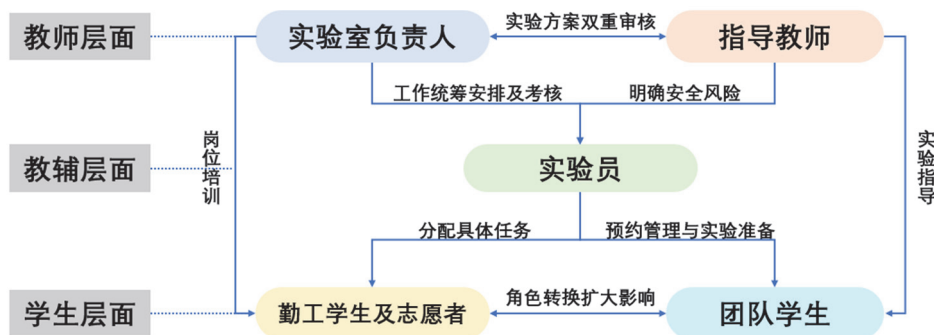 教师层面
实验室负责人
实验方案双重审核
指导教师
工作统筹安排及考核
明确安全风险
岗位培训
教辅层面
实验员
实验指导
分配具体任务
预约管理与实验准备
学生层面
勤工学生及志愿者
角色转换扩大影响
团队学生